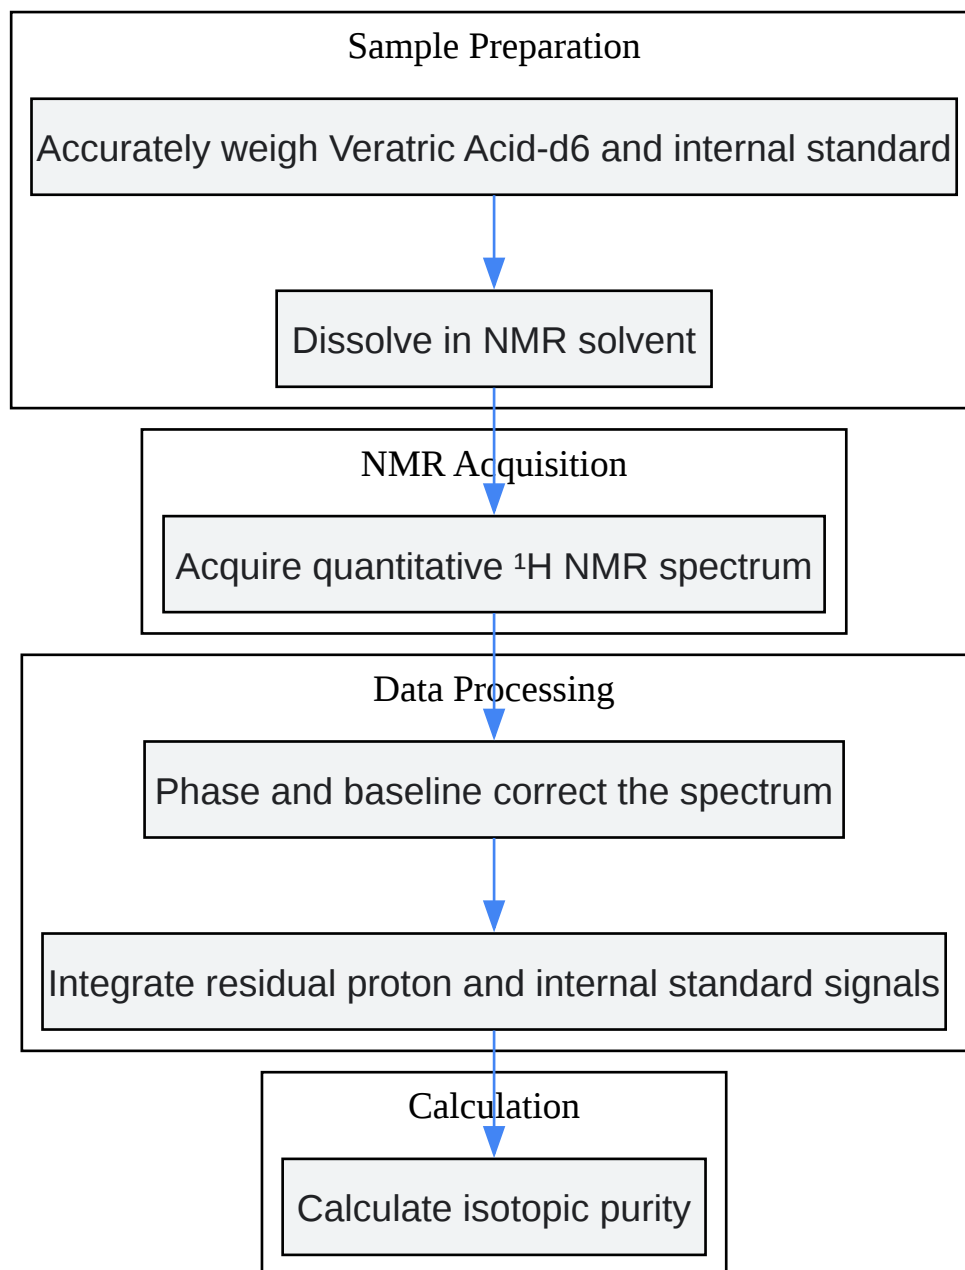 Sample Preparation
Accurately weigh Veratric Acid-d6 and internal standard
Dissolve in NMR solvent
NMR Acquisition
Acquire quantitative ¹H NMR spectrum
Data Processing
Phase and baseline correct the spectrum
Integrate residual proton and internal standard signals
Calculation
Calculate isotopic purity